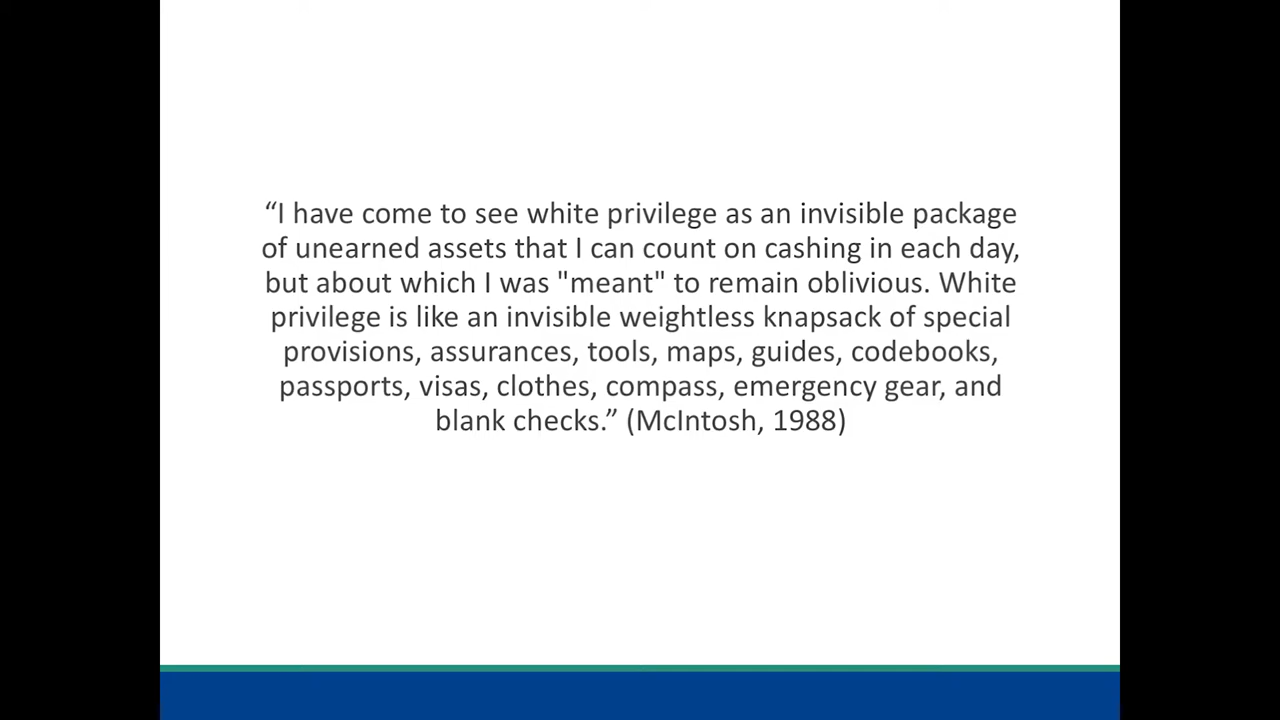 “I have come to see white privilege as an invisible package
of unearned assets that I can count on cashing in each day,
but about which I was "meant" to remain oblivious. White
privilege is like an invisible weightless knapsack of special
provisions, assurances, tools, maps, guides, codebooks,
passports, visas, clothes, compass, emergency gear, and
blank checks.” (McIntosh, 1988)